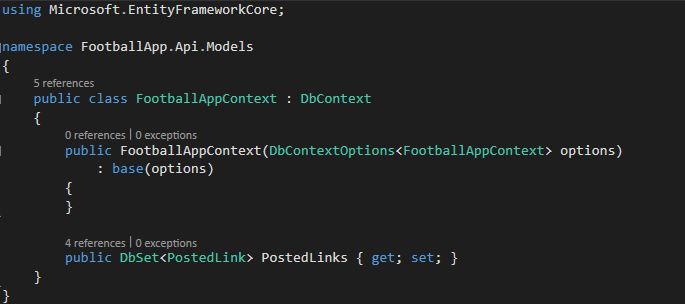 using Microsoft.EntityFrameworkCore;
namespace FootballApp.Api.Models
{
5 references
public class FootballAppContext : DbContext
{
0 references | 0 exceptions
public FootballAppContext(DbContextOptions<FootballAppContext> options)
: base(options)
{
}
4 references | 0 exceptions
public DbSet<PostedLink> PostedLinks { get; set; }
}
}